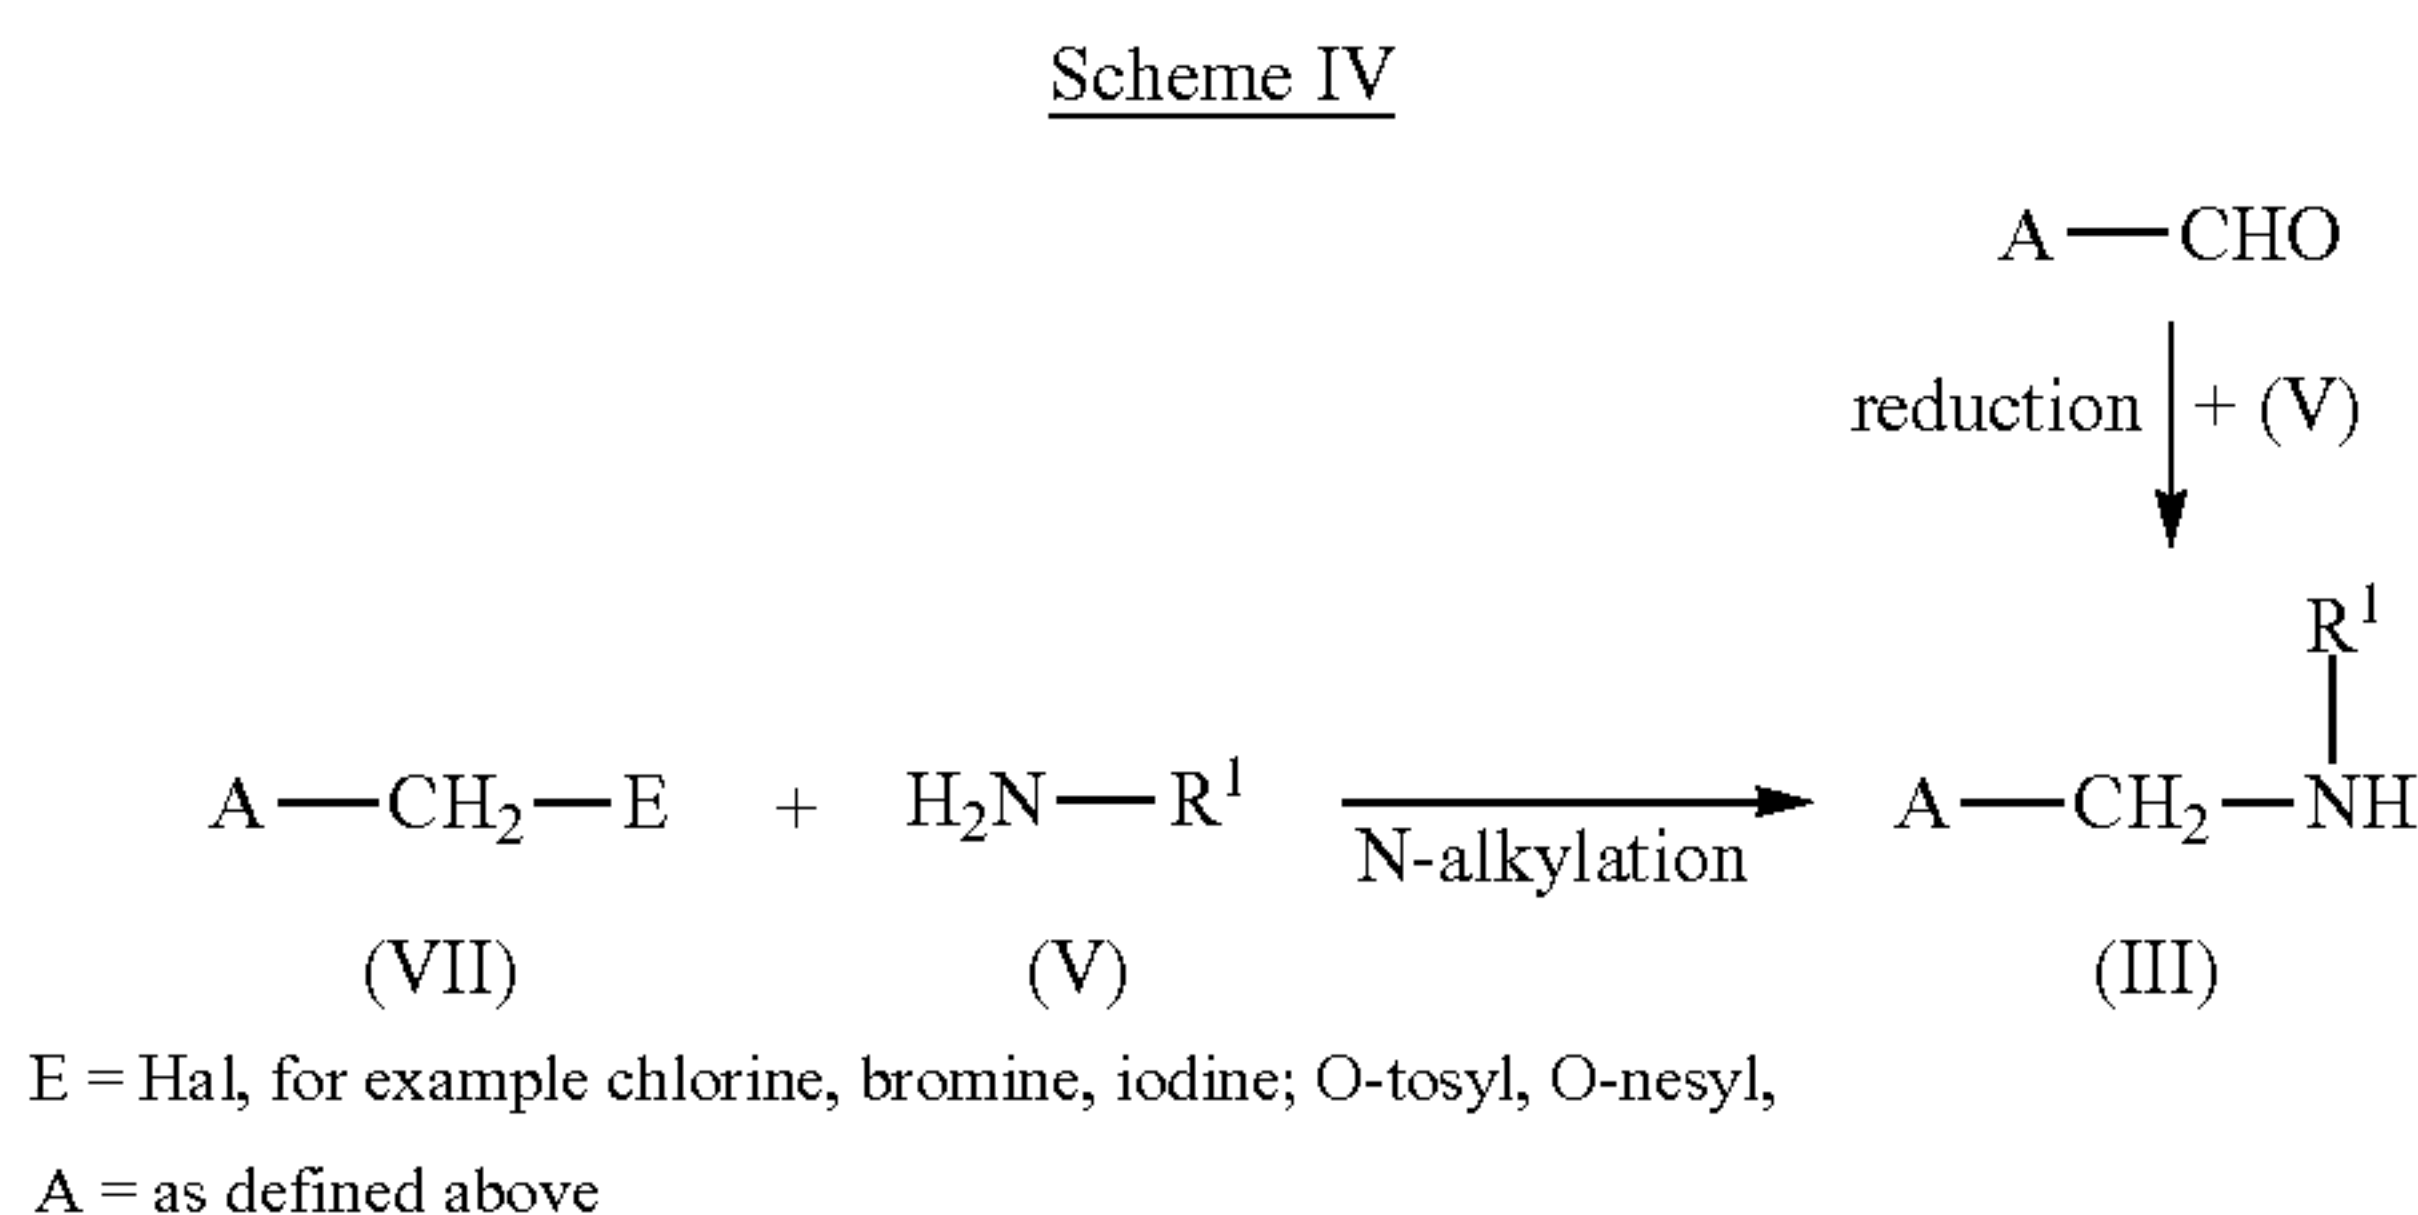 Scheme IV
A—CHO
reduction + (V)
R¹
A—CH₂—E + H₂N—R¹ A—CH₂—NH
N-alkylation
(VII) (V) (III)
E = Hal, for example chlorine, bromine, iodine; O-tosyl, O-nesyl,
A = as defined above